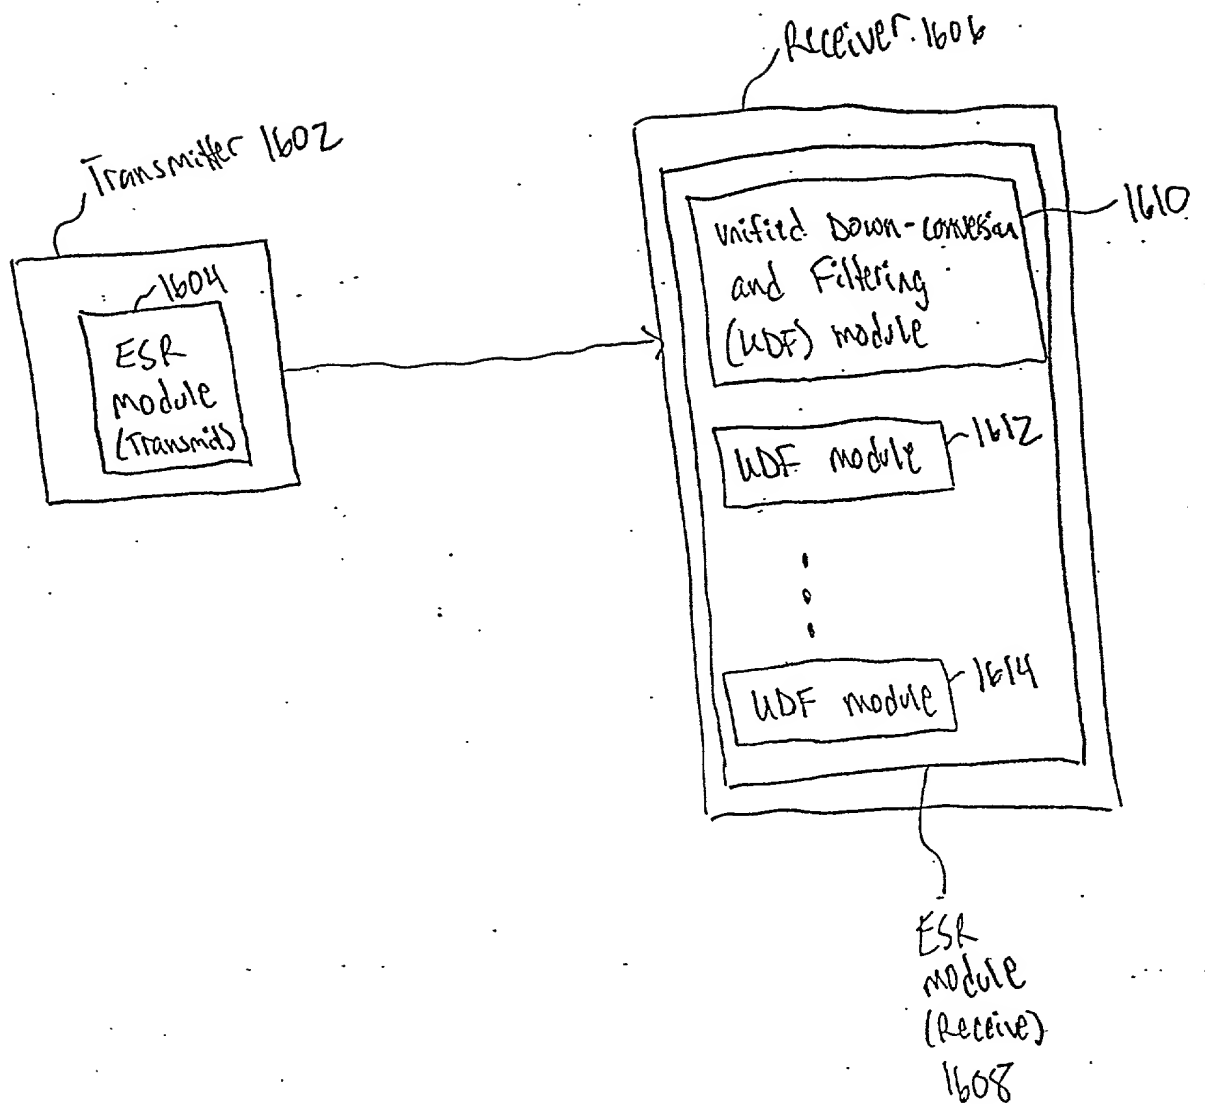 Receiver 1606
Transmitter 1602
1604
ESR
module
(Transmit)
1610
Unified Down-conversion
and Filtering
(UDF) module
1612
UDF module
1614
UDF module
ESR
module
(Receive)
1608